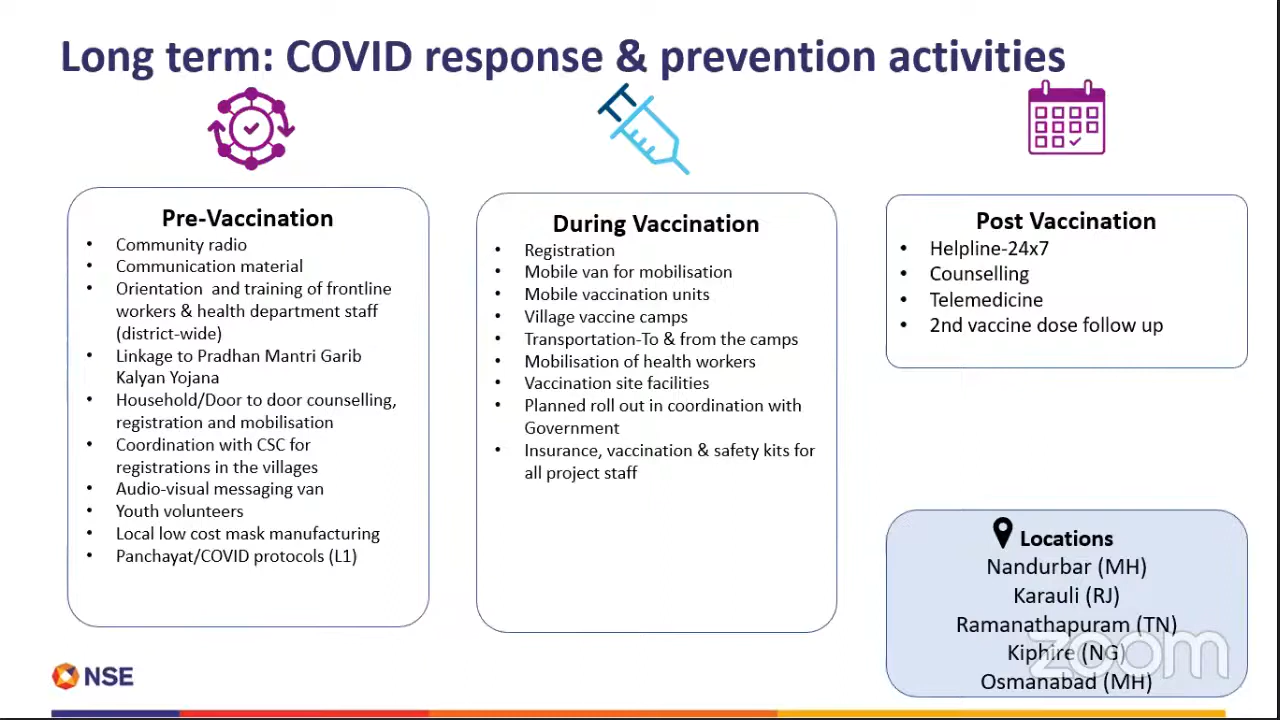 Long term: COVID response & prevention activities
Pre-Vaccination
• Community radio
• Communication material
• Orientation and training of frontline
workers & health department staff
(district-wide)
• Linkage to Pradhan Mantri Garib
Kalyan Yojana
• Household/Door to door counselling,
registration and mobilisation
• Coordination with CSC for
registrations in the villages
• Audio-visual messaging van
• Youth volunteers
• Local low cost mask manufacturing
• Panchayat/COVID protocols (L1)
During Vaccination
• Registration
• Mobile van for mobilisation
• Mobile vaccination units
• Village vaccine camps
• Transportation-To & from the camps
• Mobilisation of health workers
• Vaccination site facilities
• Planned roll out in coordination with
Government
• Insurance, vaccination & safety kits for
all project staff
Post Vaccination
• Helpline-24x7
• Counselling
• Telemedicine
• 2nd vaccine dose follow up
Locations
Nandurbar (MH)
Karauli (RJ)
Ramanathapuram (TN)
Kiphire (NG)
Osmanabad (MH)
zoom
NSE